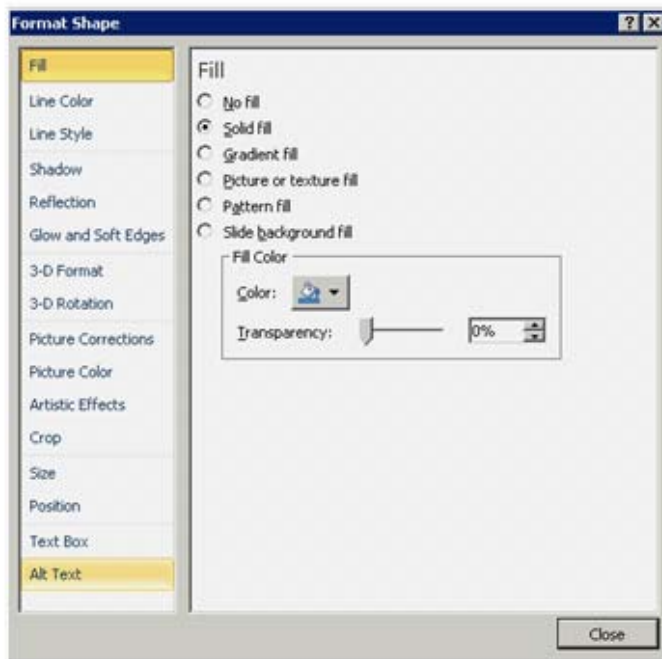 Format Shape
Fill
Line Color
Line Style
Shadow
Reflection
Glow and Soft Edges
3-D Format
3-D Rotation
Picture Corrections
Picture Color
Artistic Effects
Crop
Size
Position
Text Box
Alt Text
Fill
No fill
Solid fill
Gradient fill
Picture or texture fill
Pattern fill
Slide background fill
Fill Color
Color:
Transparency: 0%
Close